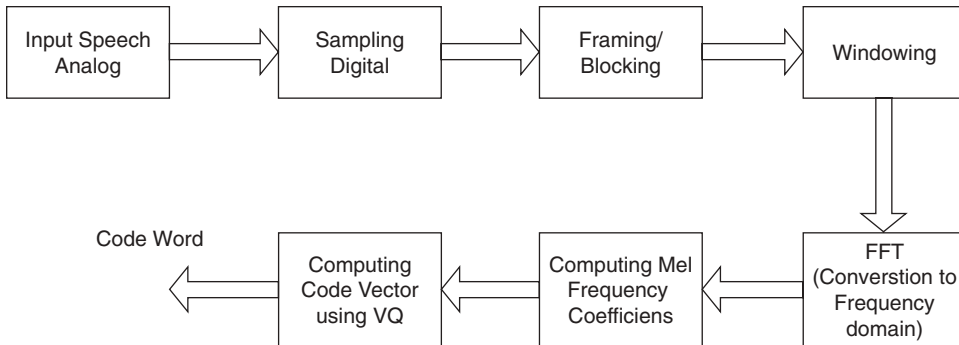 Input Speech
Analog
Sampling
Digital
Framing/
Blocking
Windowing
FFT
(Converstion to
Frequency
domain)
Computing Mel
Frequency
Coefficiens
Computing
Code Vector
using VQ
Code Word